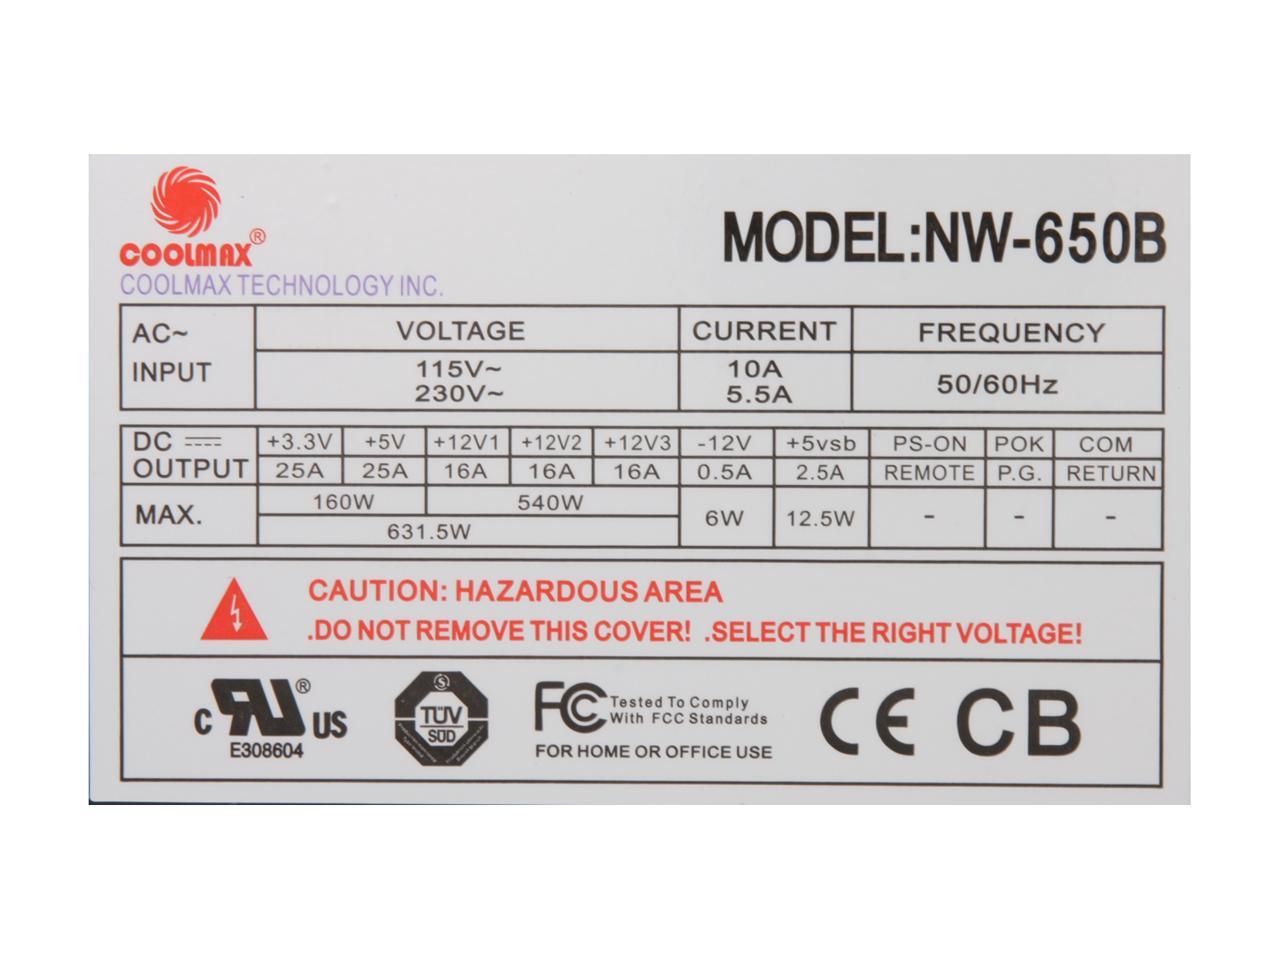 COOLMAX®
COOLMAX TECHNOLOGY INC.
MODEL:NW-650B
AC~ INPUT
VOLTAGE CURRENT FREQUENCY
115V~ 10A
230V~ 5.5A
50/60Hz
DC OUTPUT
+3.3V +5V +12V1 +12V2 +12V3 -12V +5vsb PS-ON POK COM
25A 25A 16A 16A 16A 0.5A 2.5A REMOTE P.G. RETURN
MAX.
160W 540W
631.5W
6W 12.5W - - -
CAUTION: HAZARDOUS AREA
.DO NOT REMOVE THIS COVER! .SELECT THE RIGHT VOLTAGE!
C RU® US
E308604
S
TÜV
SÜD
FC Tested To Comply
With FCC Standards
FOR HOME OR OFFICE USE
CE CB